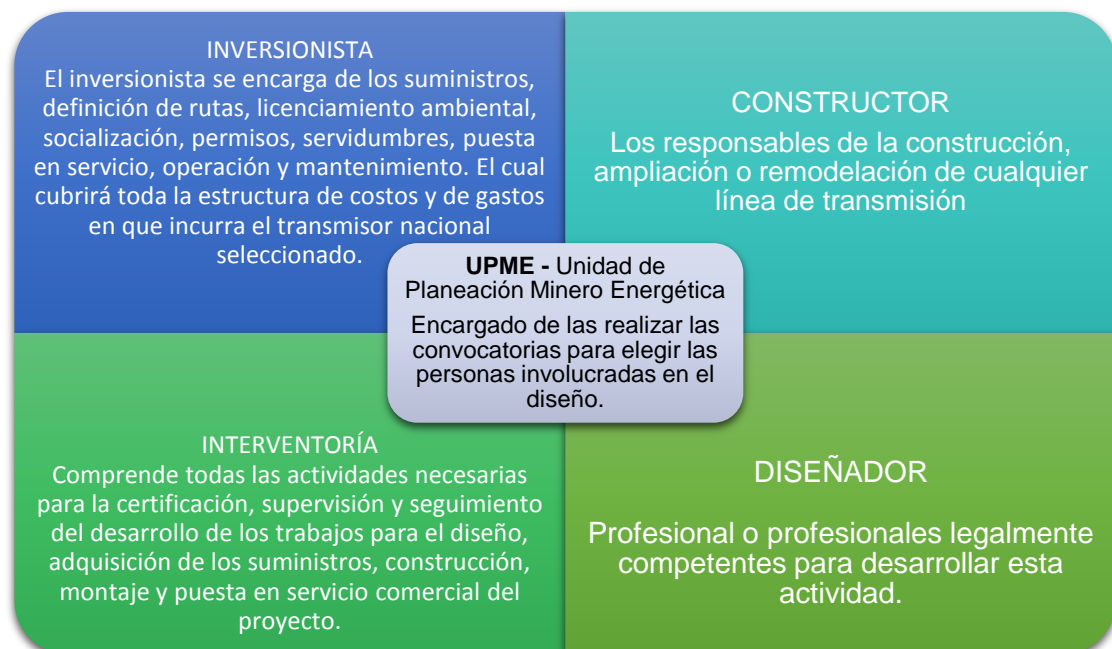 INVERSIONISTA
El inversionista se encarga de los suministros,
definición de rutas, licenciamiento ambiental,
socialización, permisos, servidumbres, puesta
en servicio, operación y mantenimiento. El cual
cubrirá toda la estructura de costos y de gastos
en que incurra el transmisor nacional
seleccionado.
CONSTRUCTOR
Los responsables de la construcción,
ampliación o remodelación de cualquier
línea de transmisión
UPME - Unidad de
Planeación Minero Energética
Encargado de las realizar las
convocatorias para elegir las
personas involucradas en el
diseño.
INTERVENTORÍA
Comprende todas las actividades necesarias
para la certificación, supervisión y seguimiento
del desarrollo de los trabajos para el diseño,
adquisición de los suministros, construcción,
montaje y puesta en servicio comercial del
proyecto.
DISEÑADOR
Profesional o profesionales legalmente
competentes para desarrollar esta
actividad.